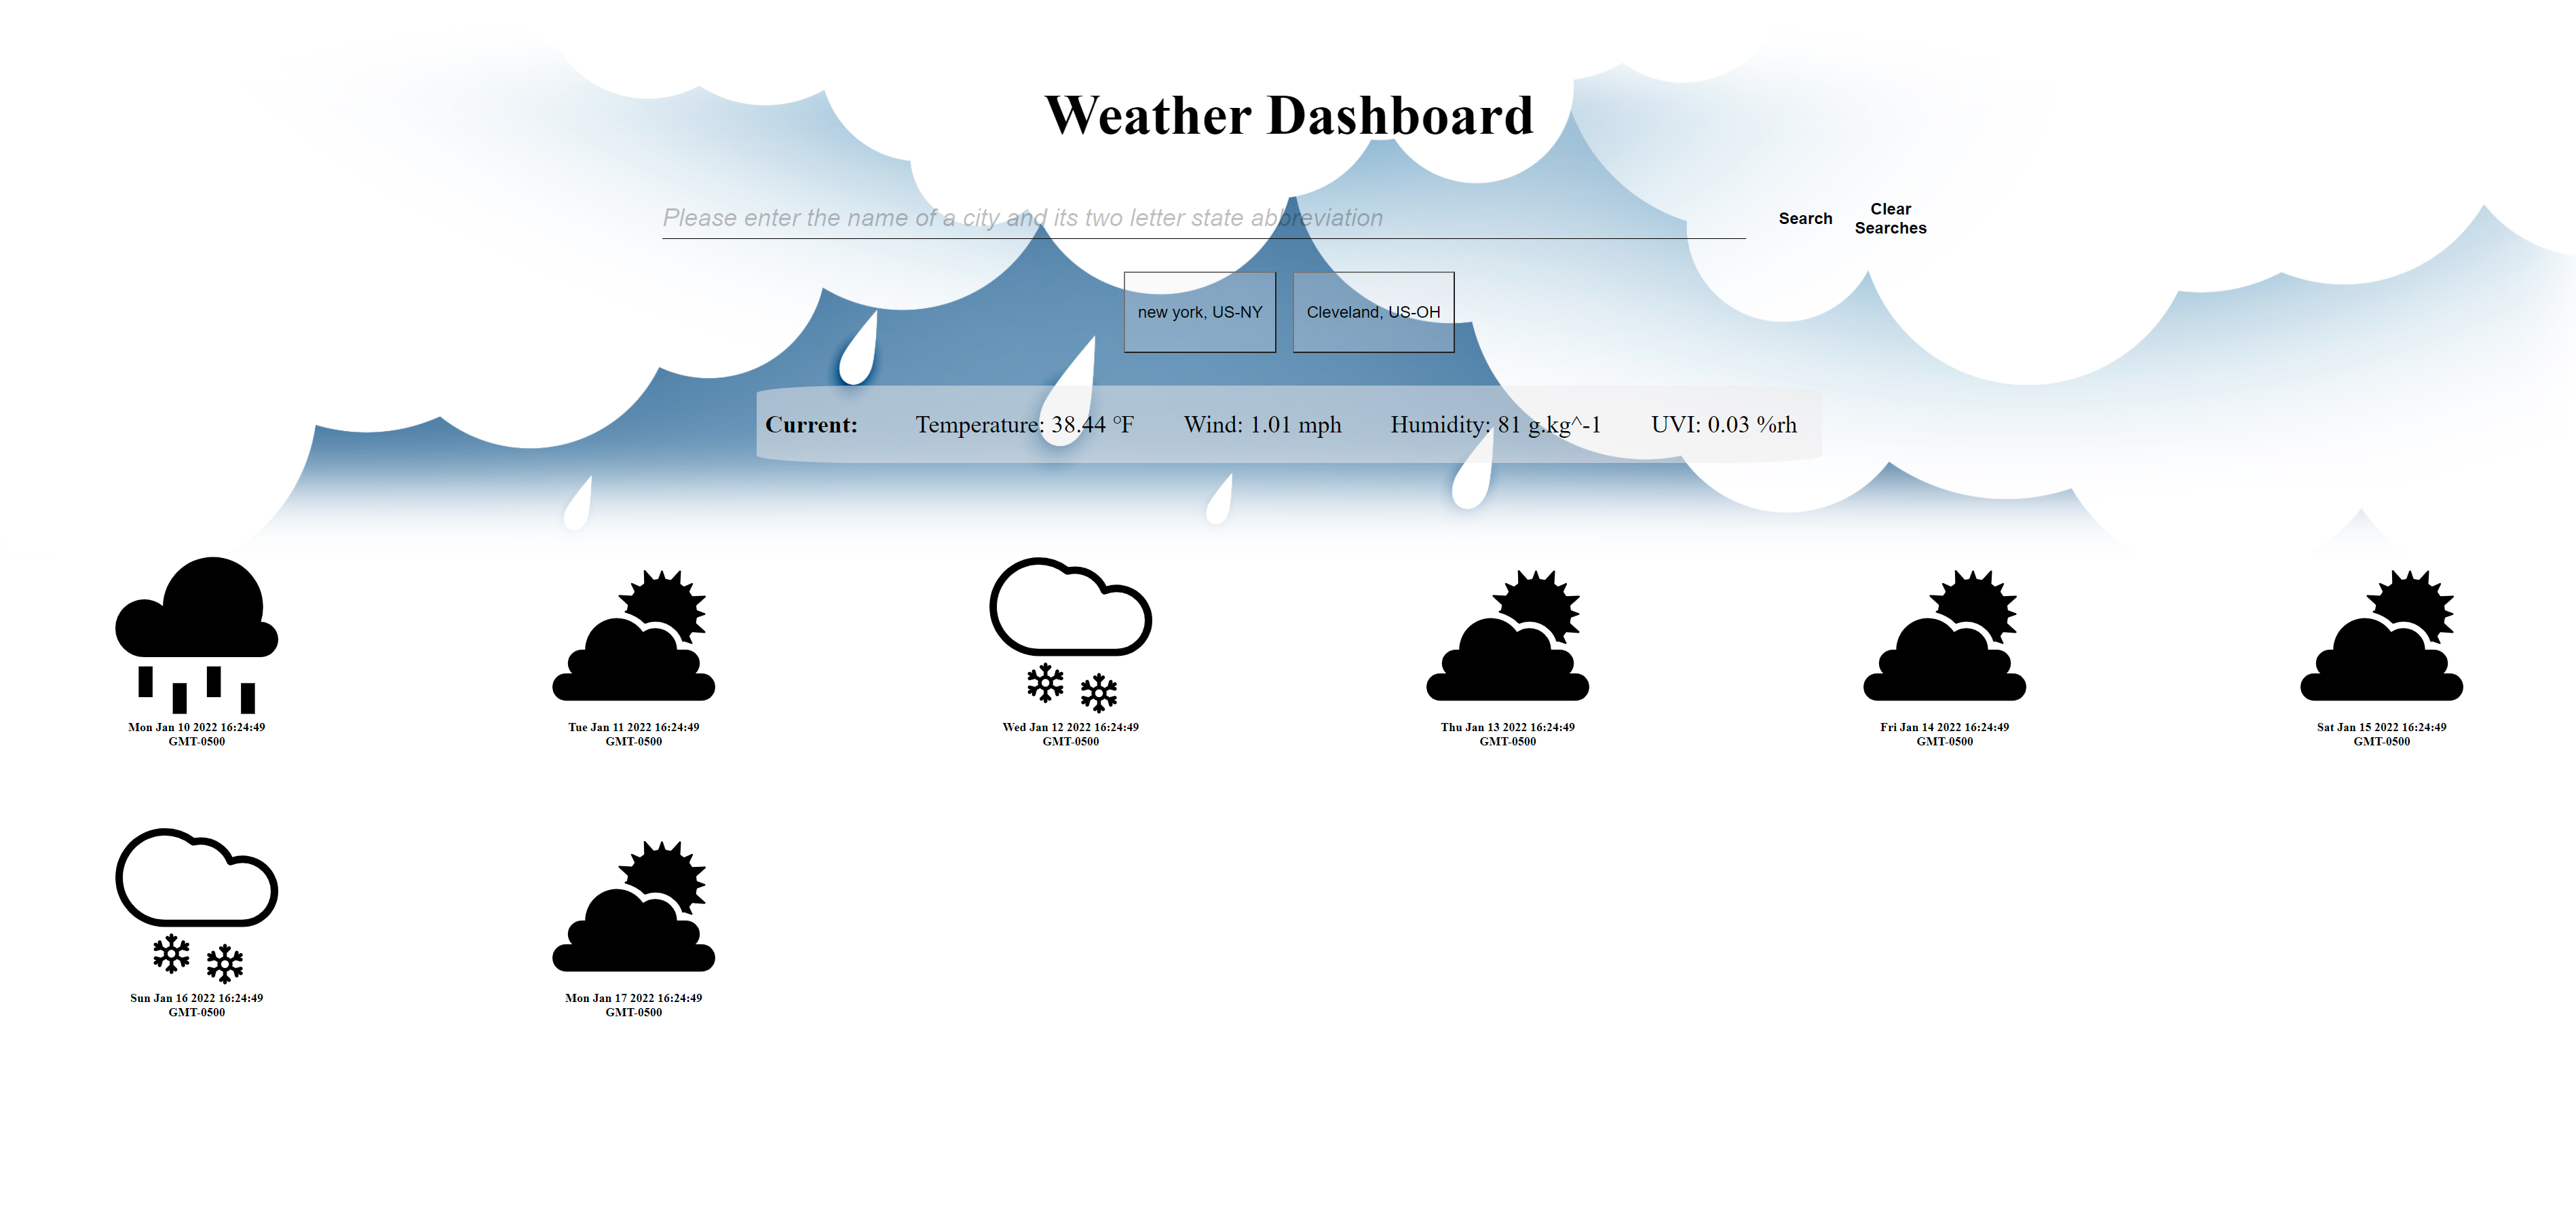 Weather Dashboard
Please enter the name of a city and its two letter state abbreviation
Search
Clear
Searches
new york, US-NY
Cleveland, US-OH
Current: Temperature: 38.44 °F Wind: 1.01 mph Humidity: 81 g.kg^-1 UVI: 0.03 %rh
Mon Jan 10 2022 16:24:49
GMT-0500
Tue Jan 11 2022 16:24:49
GMT-0500
Wed Jan 12 2022 16:24:49
GMT-0500
Thu Jan 13 2022 16:24:49
GMT-0500
Fri Jan 14 2022 16:24:49
GMT-0500
Sat Jan 15 2022 16:24:49
GMT-0500
Sun Jan 16 2022 16:24:49
GMT-0500
Mon Jan 17 2022 16:24:49
GMT-0500